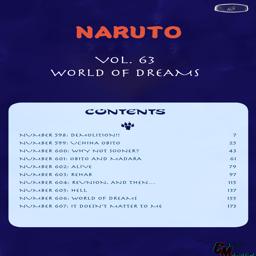 NARUTO
VOL. 63
WORLD OF DREAMS
CONTENTS
NUMBER 598: DEMOLITION!! 7
NUMBER 599: UCHIHA OBITO 25
NUMBER 600: WHY NOT SOONER? 43
NUMBER 601: OBITO AND MADARA 61
NUMBER 602: ALIVE 79
NUMBER 603: REHAB 97
NUMBER 604: REUNION, AND THEN... 115
NUMBER 605: HELL 137
NUMBER 606: WORLD OF DREAMS 155
NUMBER 607: IT DOESN'T MATTER TO ME 173